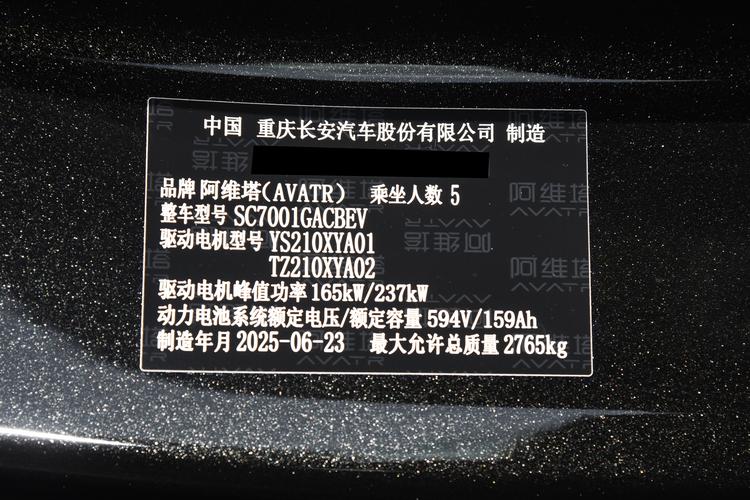 中国 重庆长安汽车股份有限公司 制造
品牌 阿维塔(AVATR) 乘坐人数 5
整车型号 SC7001GACBEV
驱动电机型号 YS210XYA01
TZ210XYA02
驱动电机峰值功率 165kW/237kW
动力电池系统额定电压/额定容量 594V/159Ah
制造年月 2025-06-23 最大允许总质量 2765kg